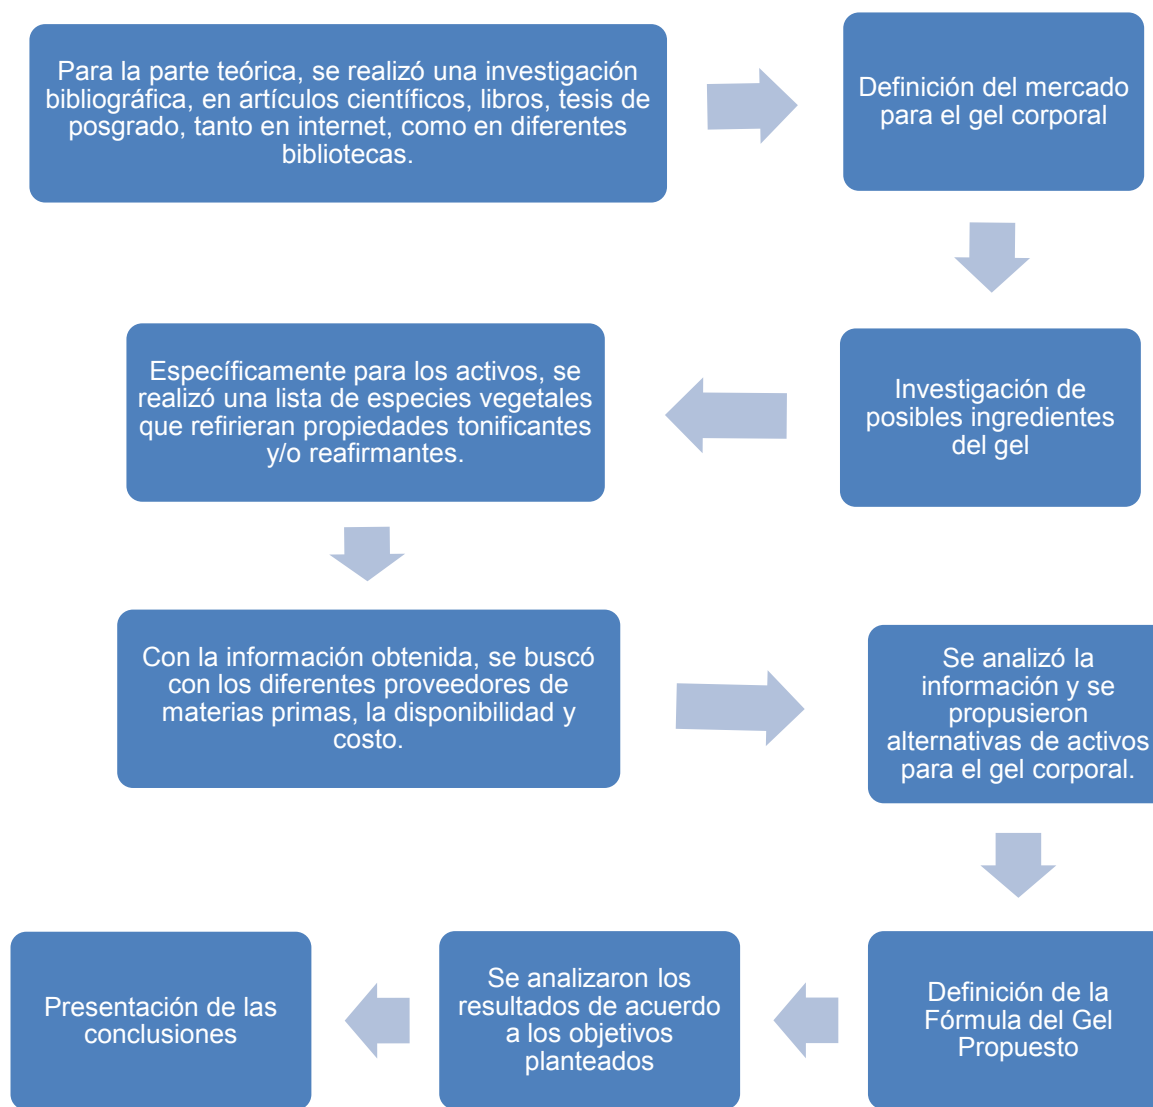 Para la parte teórica, se realizó una investigación
bibliográfica, en artículos científicos, libros, tesis de
posgrado, tanto en internet, como en diferentes
bibliotecas.
Definición del mercado
para el gel corporal
Investigación de
posibles ingredientes
del gel
Específicamente para los activos, se
realizó una lista de especies vegetales
que refirieran propiedades tonificantes
y/o reafirmantes.
Con la información obtenida, se buscó
con los diferentes proveedores de
materias primas, la disponibilidad y
costo.
Se analizó la
información y se
propusieron
alternativas de activos
para el gel corporal.
Definición de la
Fórmula del Gel
Propuesto
Se analizaron los
resultados de acuerdo
a los objetivos
planteados
Presentación de las
conclusiones